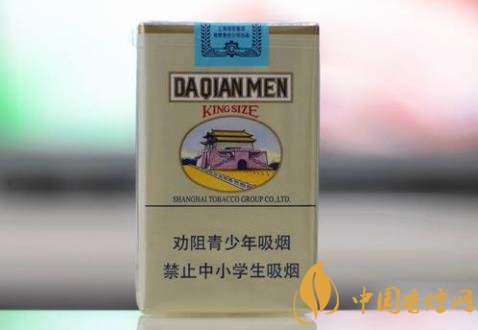 DAQIANMEN
KING SIZE
SHANGHAI TOBACCO GROUP CO.,LTD.
劝阻青少年吸烟
禁止中小学生吸烟
中国香烟网